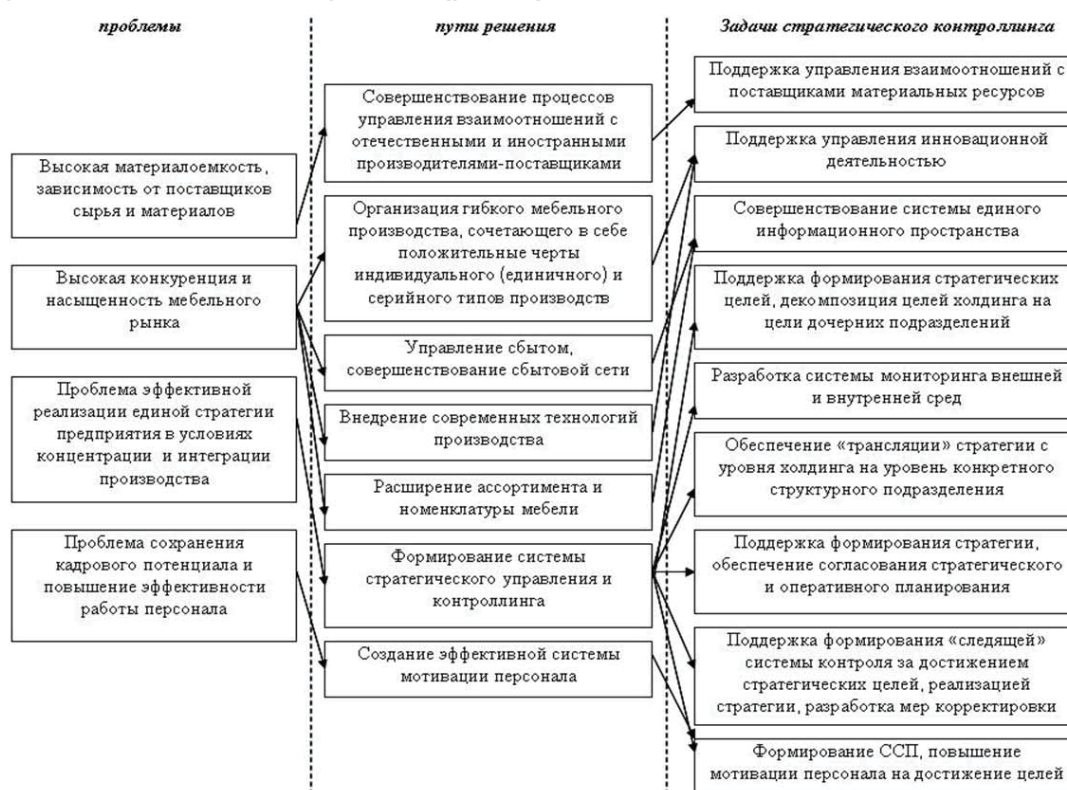 проблемы
пути решения
Задачи стратегического контроллинга
Высокая материалоемкость,
зависимость от поставщиков
сырья и материалов
Высокая конкуренция и
насыщенность мебельного
рынка
Проблема эффективной
реализации единой стратегии
предприятия в условиях
концентрации и интеграции
производства
Проблема сохранения
кадрового потенциала и
повышение эффективности
работы персонала
Совершенствование процессов
управления взаимоотношений с
отечественными и иностранными
производителями-поставщиками
Организация гибкого мебельного
производства, сочетающего в себе
положительные черты
индивидуального (единичного) и
серийного типов производств
Управление сбытом,
совершенствование сбытовой сети
Внедрение современных технологий
производства
Расширение ассортимента и
номенклатуры мебели
Формирование системы
стратегического управления и
контроллинга
Создание эффективной системы
мотивации персонала
Поддержка управления взаимоотношений с
поставщиками материальных ресурсов
Поддержка управления инновационной
деятельностью
Совершенствование системы единого
информационного пространства
Поддержка формирования стратегических
целей, декомпозиция целей холдинга на
цели дочерних подразделений
Разработка системы мониторинга внешней
и внутренней сред
Обеспечение «трансляции» стратегии с
уровня холдинга на уровень конкретного
структурного подразделения
Поддержка формирования стратегии,
обеспечение согласования стратегического
и оперативного планирования
Поддержка формирования «следящей»
системы контроля за достижением
стратегических целей, реализацией
стратегии, разработка мер корректировки
Формирование ССП, повышение
мотивации персонала на достижение целей